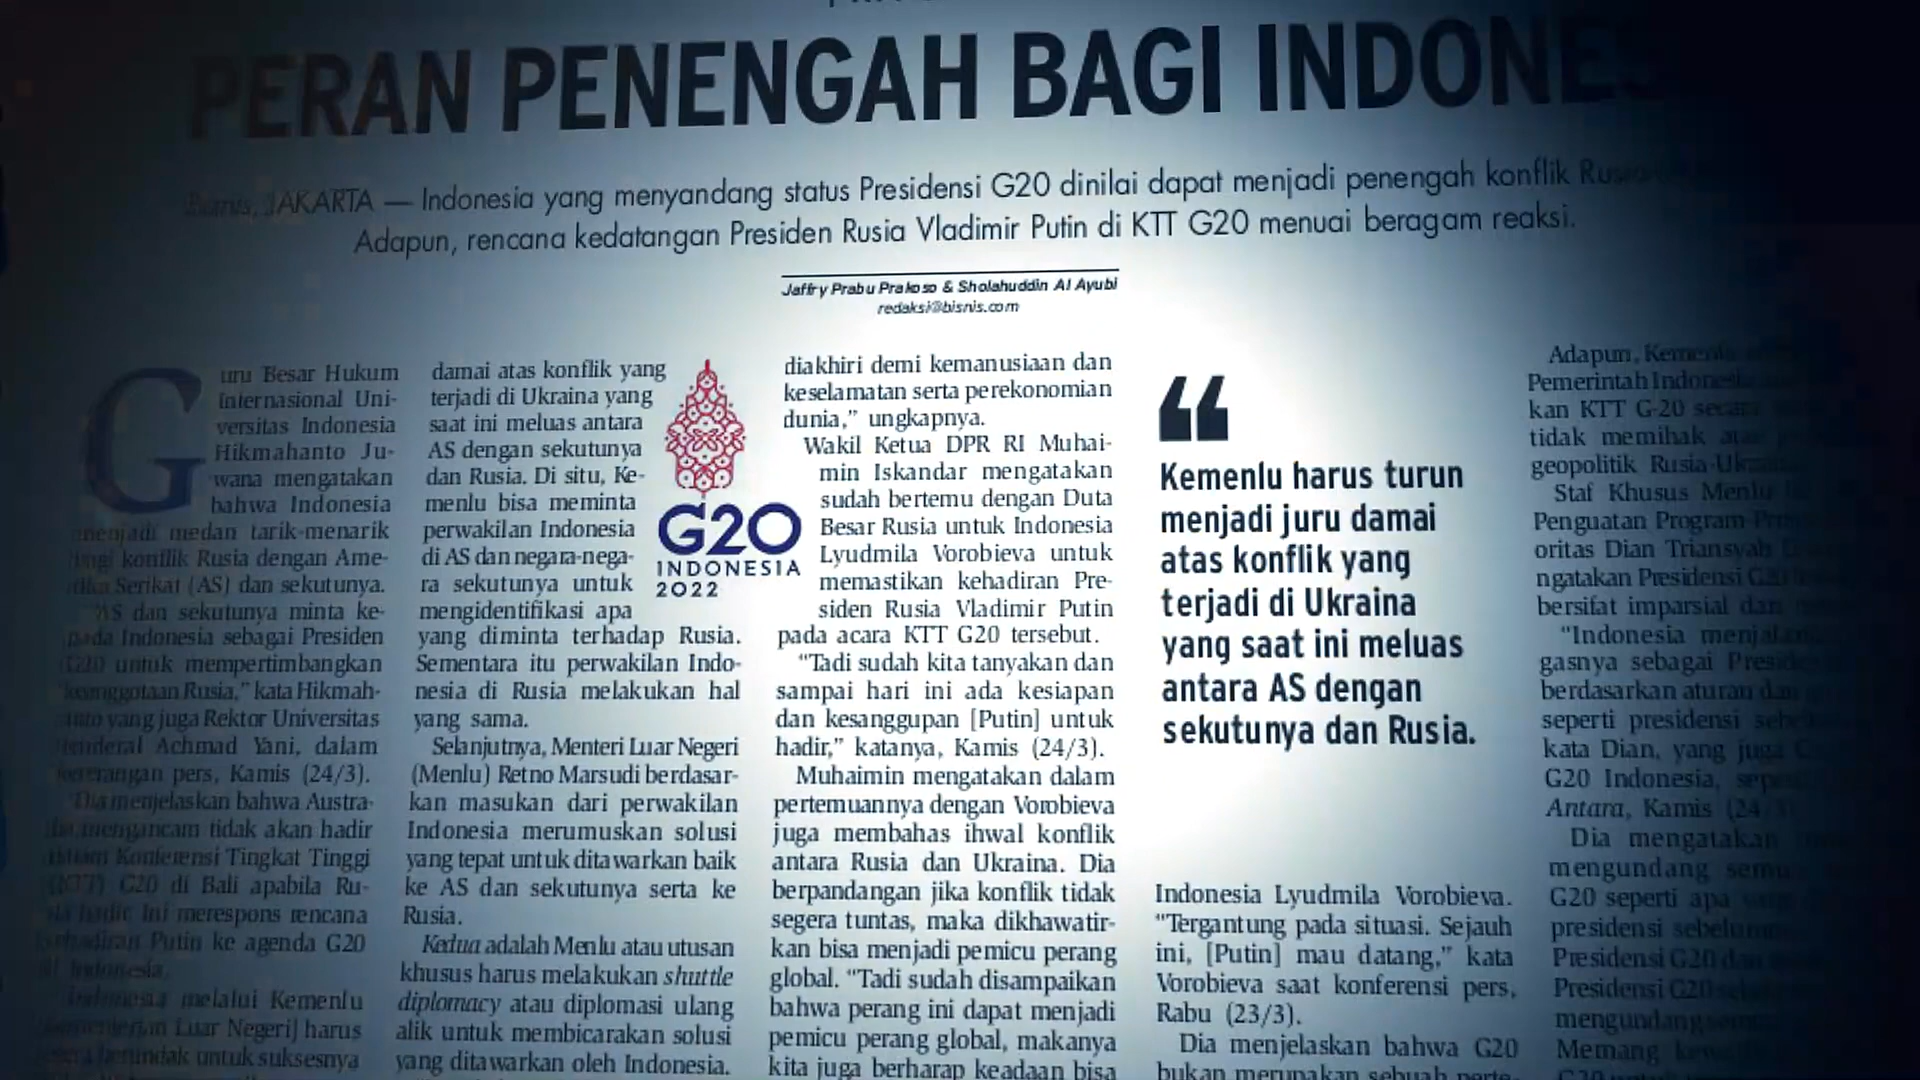 PERAN PENENGAH BAGI INDONE
Bisnis, JAKARTA — Indonesia yang menyandang status Presidensi G20 dinilai dapat menjadi penengah konflik
Adapun, rencana kedatangan Presiden Rusia Vladimir Putin di KTT G20 menuai beragam reaksi.
Jaffry Prabu Prakoso & Sholahuddin Al Ayubi
redaksi@bisnis.com
Guru Besar Hukum
Internasional Uni-
versitas Indonesia
Hikmahanto Ju-
wana mengatakan
bahwa Indonesia
menjadi medan tarik-menarik
bagi konflik Rusia dengan Ame-
rika Serikat (AS) dan sekutunya.
"AS dan sekutunya minta ke-
pada Indonesia sebagai Presiden
G20 untuk mempertimbangkan
keanggotaan Rusia," kata Hikmah-
anto yang juga Rektor Universitas
Jenderal Achmad Yani, dalam
keterangan pers, Kamis (24/3).
Dia menjelaskan bahwa Austra-
lia mengancam tidak akan hadir
dalam Konferensi Tingkat Tinggi
(KTT) G20 di Bali apabila Ru-
sia hadir. Ini merespons rencana
kehadiran Putin ke agenda G20
di Indonesia.
Indonesia melalui Kemenlu
[Kementerian Luar Negeri] harus
segera bertindak untuk suksesnya
damai atas konflik yang
terjadi di Ukraina yang
saat ini meluas antara
AS dengan sekutunya
dan Rusia. Di situ, Ke-
menlu bisa meminta
perwakilan Indonesia
di AS dan negara-nega-
ra sekutunya untuk
mengidentifikasi apa
yang diminta terhadap Rusia.
Sementara itu perwakilan Indo-
nesia di Rusia melakukan hal
yang sama.
Selanjutnya, Menteri Luar Negeri
(Menlu) Retno Marsudi berdasar-
kan masukan dari perwakilan
Indonesia merumuskan solusi
yang tepat untuk ditawarkan baik
ke AS dan sekutunya serta ke
Rusia.
Kedua adalah Menlu atau utusan
khusus harus melakukan shuttle
diplomacy atau diplomasi ulang
alik untuk membicarakan solusi
yang ditawarkan oleh Indonesia.
G20
INDONESIA
2022
diakhiri demi kemanusiaan dan
keselamatan serta perekonomian
dunia," ungkapnya.
Wakil Ketua DPR RI Muhai-
min Iskandar mengatakan
sudah bertemu dengan Duta
Besar Rusia untuk Indonesia
Lyudmila Vorobieva untuk
memastikan kehadiran Pre-
siden Rusia Vladimir Putin
pada acara KTT G20 tersebut.
"Tadi sudah kita tanyakan dan
sampai hari ini ada kesiapan
dan kesanggupan [Putin] untuk
hadir," katanya, Kamis (24/3).
Muhaimin mengatakan dalam
pertemuannya dengan Vorobieva
juga membahas ihwal konflik
antara Rusia dan Ukraina. Dia
berpandangan jika konflik tidak
segera tuntas, maka dikhawatir-
kan bisa menjadi pemicu perang
global. "Tadi sudah disampaikan
bahwa perang ini dapat menjadi
pemicu perang global, makanya
kita juga berharap keadaan bisa
“
Kemenlu harus turun
menjadi juru damai
atas konflik yang
terjadi di Ukraina
yang saat ini meluas
antara AS dengan
sekutunya dan Rusia.
Indonesia Lyudmila Vorobieva.
"Tergantung pada situasi. Sejauh
ini, [Putin] mau datang," kata
Vorobieva saat konferensi pers,
Rabu (23/3).
Dia menjelaskan bahwa G20
bukan merupakan sebuah perte-
Adapun, Kemenlu
Pemerintah Indonesia
kan KTT G-20
tidak memihak atas
geopolitik Rusia-Ukraina
Staf Khusus Menlu
Penguatan Program
oritas Dian Triansyah
ngatakan Presidensi G20
bersifat imparsial dan
"Indonesia
gasnya sebagai
berdasarkan aturan dan
seperti presidensi
kata Dian, yang juga
G20 Indonesia,
Antara, Kamis (24/3)
Dia mengatakan
mengundang
G20 seperti apa
presidensi
Presidensi G20 dan
Presidensi G20
mengundang
Memang